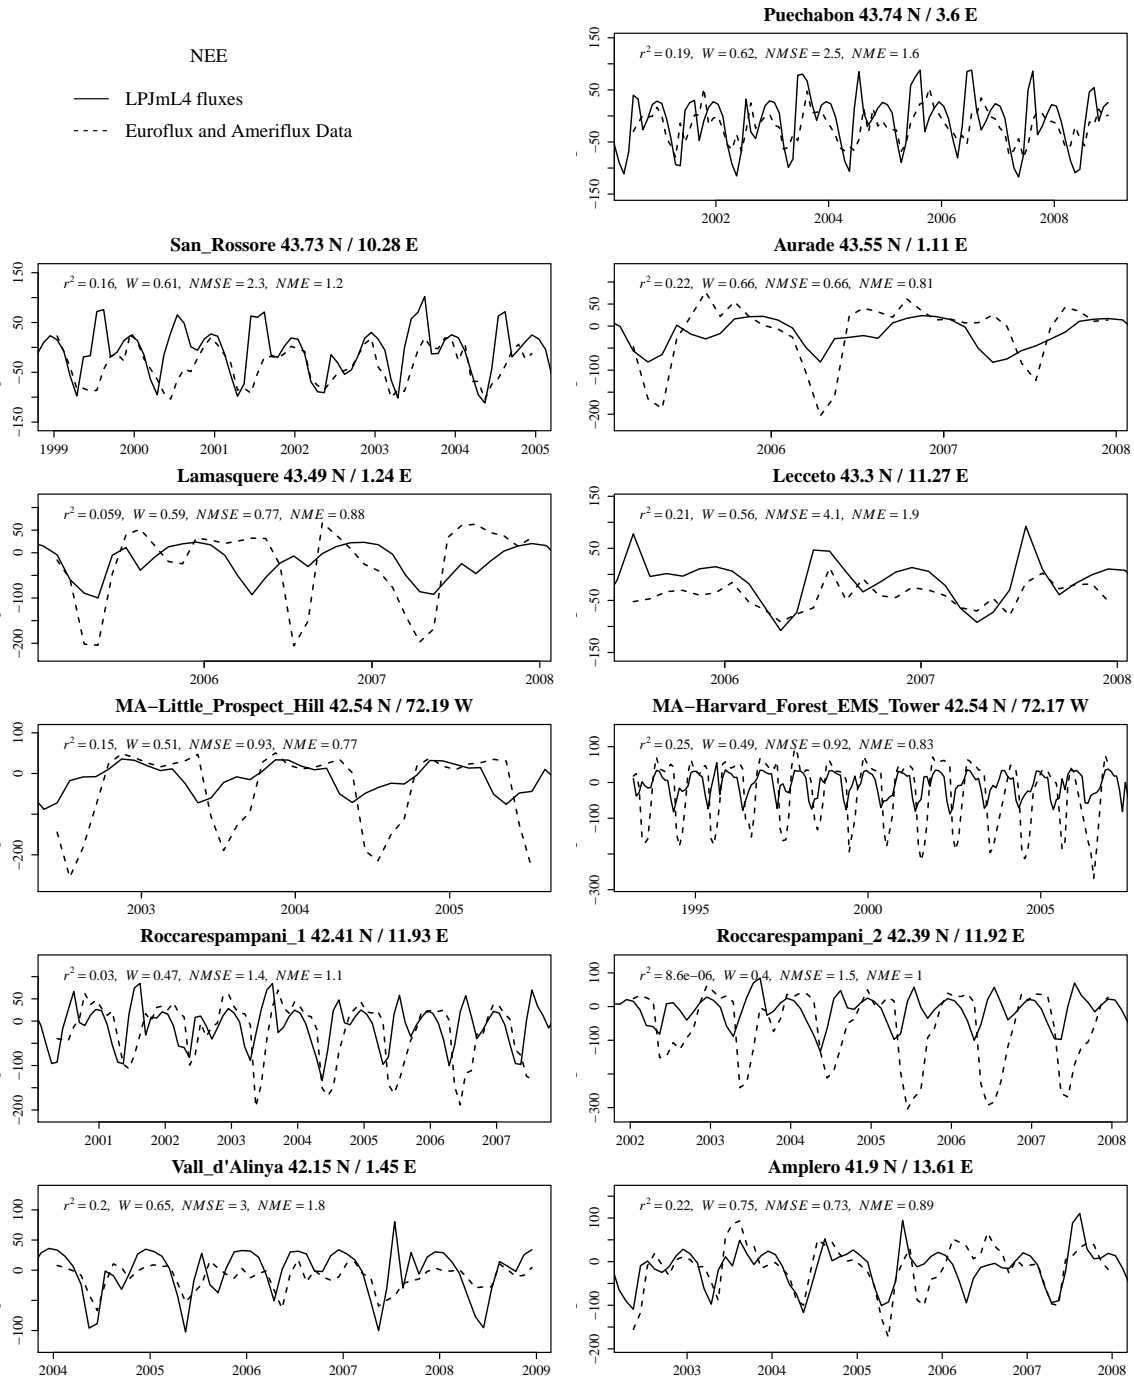 Puechabon 43.74 N / 3.6 E
NEE
LPJmL4 fluxes
Euroflux and Ameriflux Data
r² = 0.19, W = 0.62, NMSE = 2.5, NME = 1.6
150
50
−50
−150
2002 2004 2006 2008
San_Rossore 43.73 N / 10.28 E
r² = 0.16, W = 0.61, NMSE = 2.3, NME = 1.2
150
50
−50
−150
1999 2000 2001 2002 2003 2004 2005
Aurade 43.55 N / 1.11 E
r² = 0.22, W = 0.66, NMSE = 0.66, NME = 0.81
50
0
−100
−200
2006 2007 2008
Lamasquere 43.49 N / 1.24 E
r² = 0.059, W = 0.59, NMSE = 0.77, NME = 0.88
50
0
−100
−200
2006 2007 2008
Lecceto 43.3 N / 11.27 E
r² = 0.21, W = 0.56, NMSE = 4.1, NME = 1.9
150
50
−50
−150
2006 2007 2008
MA−Little_Prospect_Hill 42.54 N / 72.19 W
r² = 0.15, W = 0.51, NMSE = 0.93, NME = 0.77
100
0
−200
2003 2004 2005
MA−Harvard_Forest_EMS_Tower 42.54 N / 72.17 W
r² = 0.25, W = 0.49, NMSE = 0.92, NME = 0.83
100
0
−100
−300
1995 2000 2005
Roccarespampani_1 42.41 N / 11.93 E
r² = 0.03, W = 0.47, NMSE = 1.4, NME = 1.1
50
0
−100
−200
2001 2002 2003 2004 2005 2006 2007
Roccarespampani_2 42.39 N / 11.92 E
r² = 8.6e−06, W = 0.4, NMSE = 1.5, NME = 1
100
0
−100
−300
2002 2003 2004 2005 2006 2007 2008
Vall_d'Alinya 42.15 N / 1.45 E
r² = 0.2, W = 0.65, NMSE = 3, NME = 1.8
100
50
0
−100
2004 2005 2006 2007 2008 2009
Amplero 41.9 N / 13.61 E
r² = 0.22, W = 0.75, NMSE = 0.73, NME = 0.89
100
0
−100
−200
2003 2004 2005 2006 2007 2008